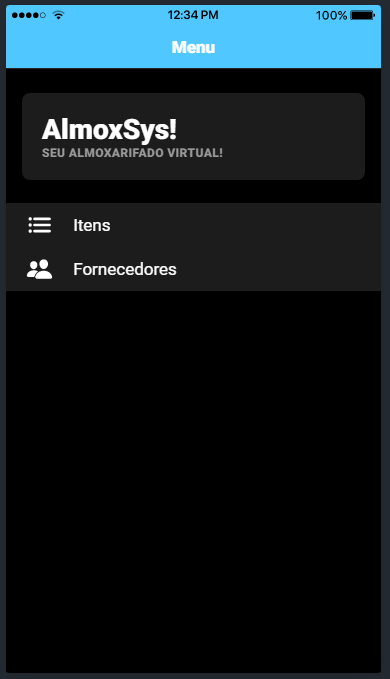 12:34 PM
100%
Menu
AlmoxSys!
SEU ALMOXARIFADO VIRTUAL!
Itens
Fornecedores